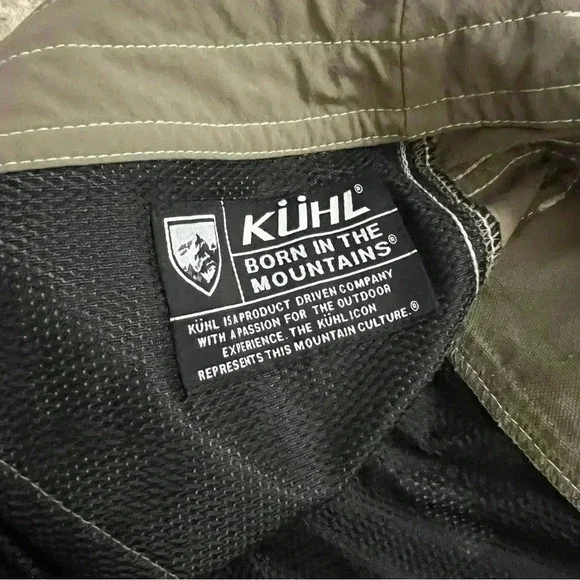 KÜHL®
BORN IN THE
MOUNTAINS®
KÜHL IS A PRODUCT DRIVEN COMPANY
WITH A PASSION FOR THE OUTDOOR
EXPERIENCE. THE KÜHL ICON
REPRESENTS THIS MOUNTAIN CULTURE.®